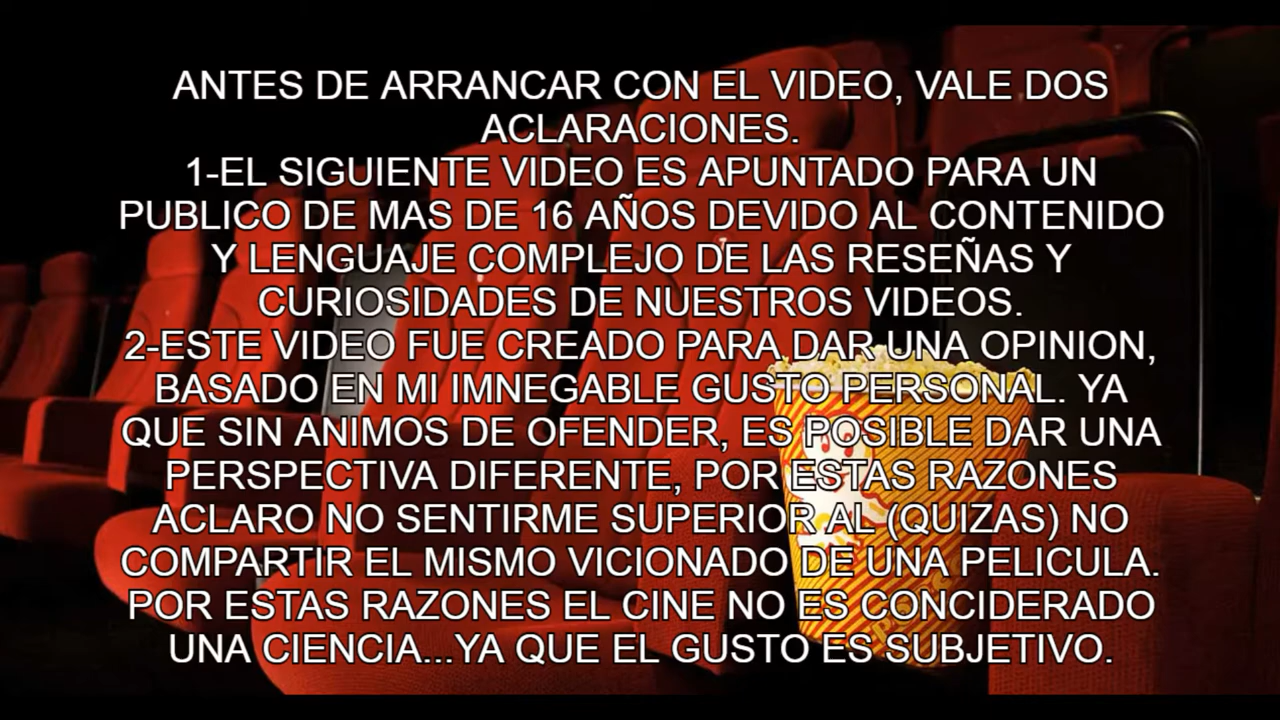 ANTES DE ARRANCAR CON EL VIDEO, VALE DOS
ACLARACIONES.
1-EL SIGUIENTE VIDEO ES APUNTADO PARA UN
PUBLICO DE MAS DE 16 AÑOS DEVIDO AL CONTENIDO
Y LENGUAJE COMPLEJO DE LAS RESEÑAS Y
CURIOSIDADES DE NUESTROS VIDEOS.
2-ESTE VIDEO FUE CREADO PARA DAR UNA OPINION,
BASADO EN MI IMNEGABLE GUSTO PERSONAL. YA
QUE SIN ANIMOS DE OFENDER, ES POSIBLE DAR UNA
PERSPECTIVA DIFERENTE, POR ESTAS RAZONES
ACLARO NO SENTIRME SUPERIOR AL (QUIZAS) NO
COMPARTIR EL MISMO VICIONADO DE UNA PELICULA.
POR ESTAS RAZONES EL CINE NO ES CONCIDERADO
UNA CIENCIA...YA QUE EL GUSTO ES SUBJETIVO.